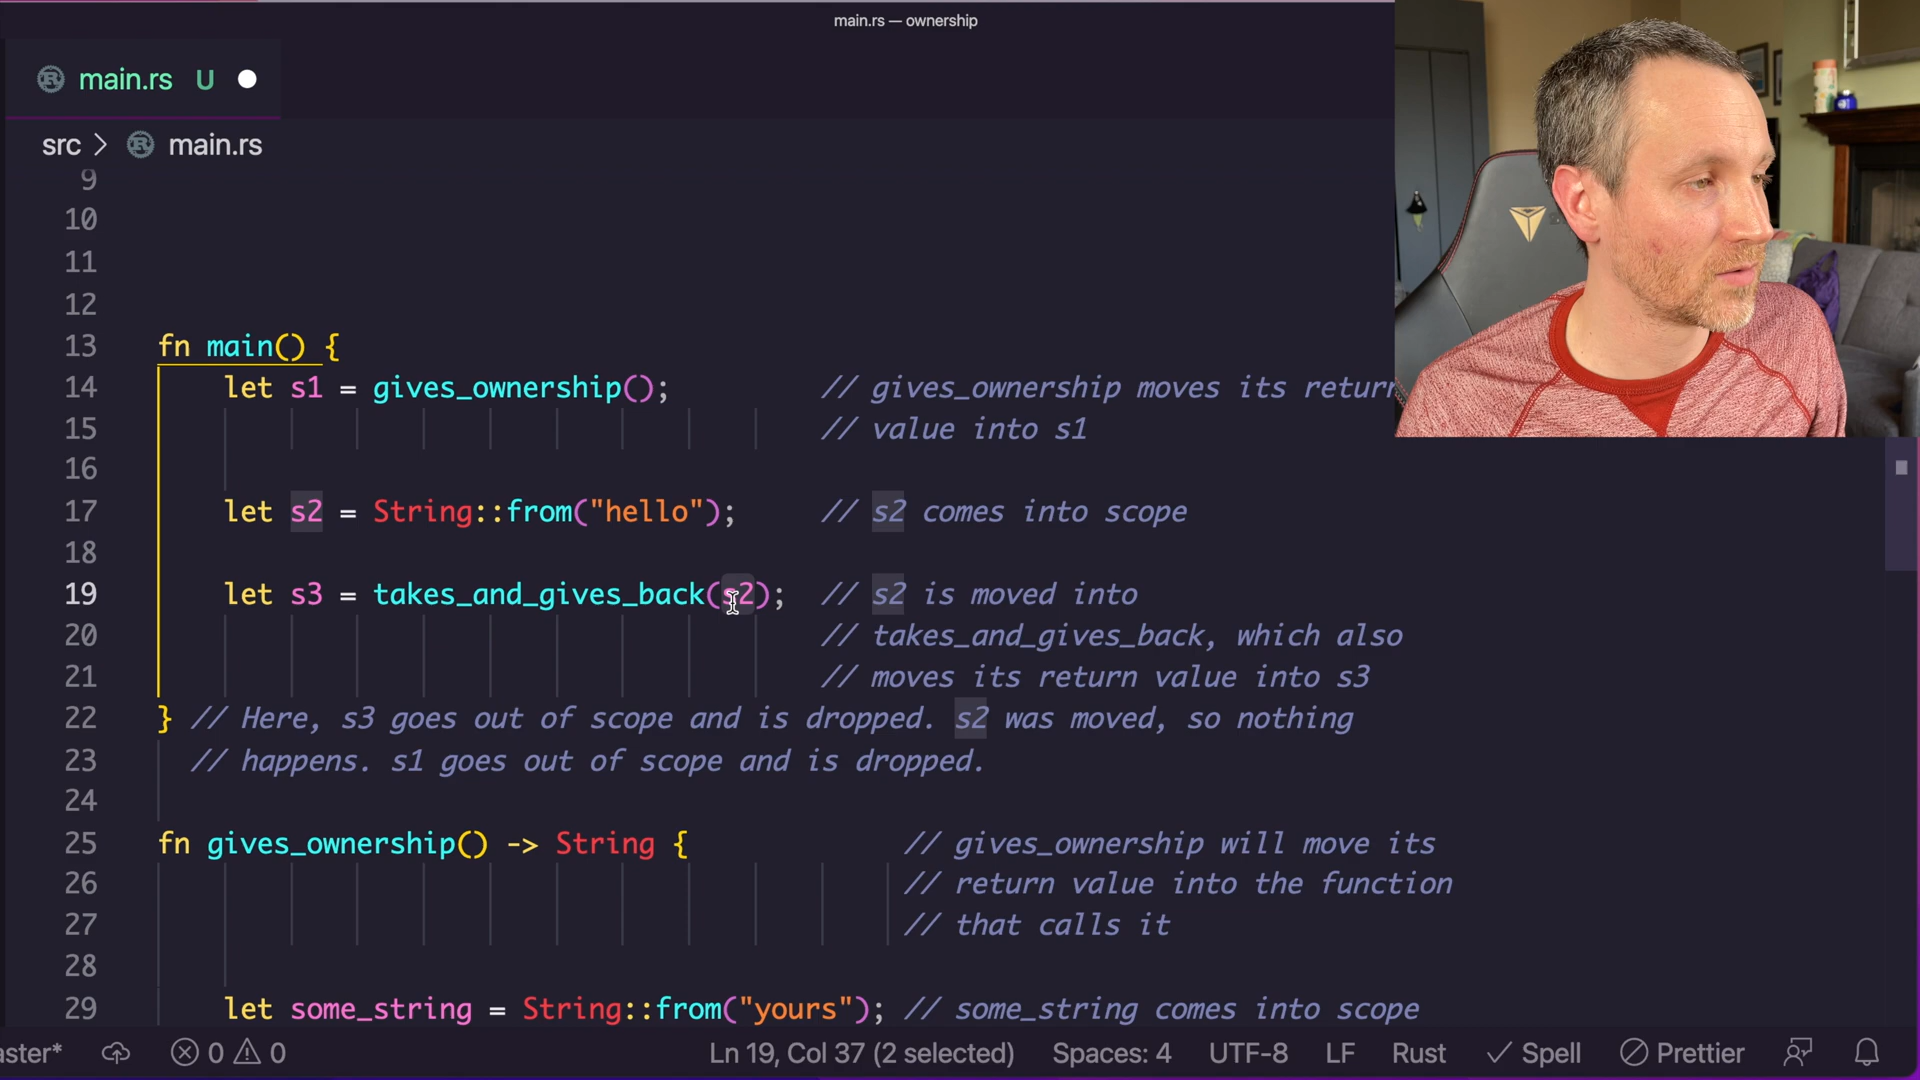 main.rs — ownership
main.rs U
src > main.rs
9
10
11
12
13 fn main() {
14 let s1 = gives_ownership(); // gives_ownership moves its return
15 // value into s1
16
17 let s2 = String::from("hello"); // s2 comes into scope
18
19 let s3 = takes_and_gives_back(s2); // s2 is moved into
20 // takes_and_gives_back, which also
21 // moves its return value into s3
22 } // Here, s3 goes out of scope and is dropped. s2 was moved, so nothing
23 // happens. s1 goes out of scope and is dropped.
24
25 fn gives_ownership() -> String { // gives_ownership will move its
26 // return value into the function
27 // that calls it
28
29 let some_string = String::from("yours"); // some_string comes into scope
aster* 0 0 Ln 19, Col 37 (2 selected) Spaces: 4 UTF-8 LF Rust Spell Prettier